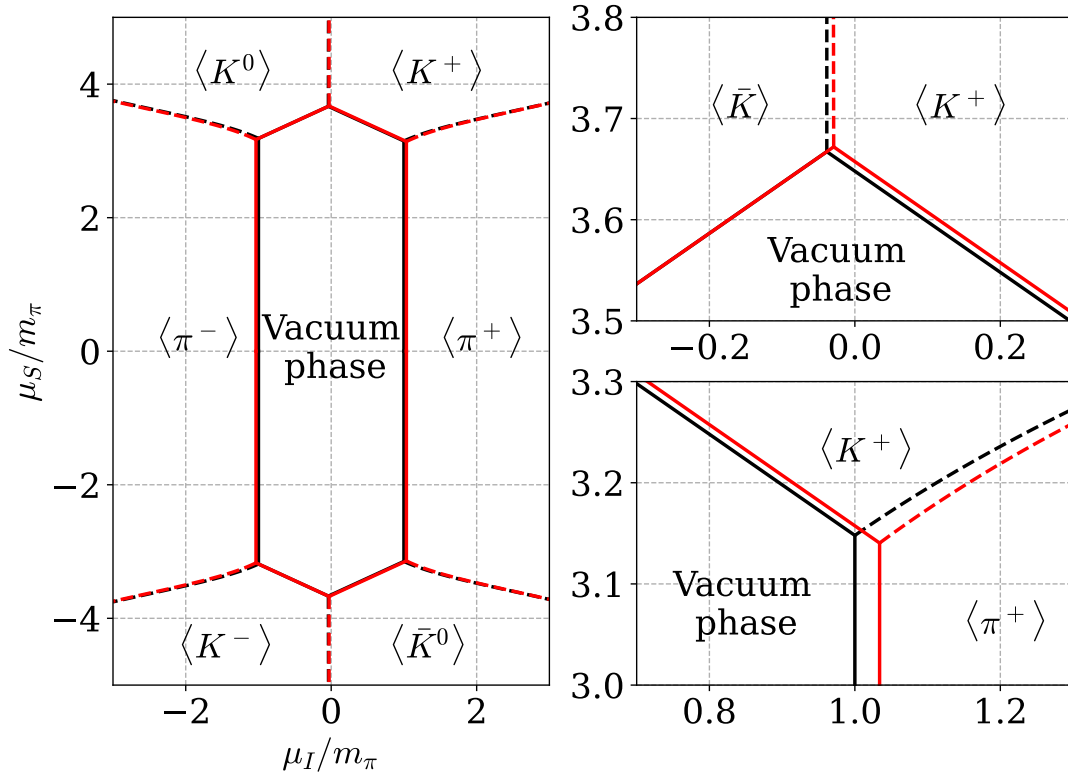 ⟨K⁰⟩
⟨K⁺⟩
⟨π⁻⟩
Vacuum
phase
⟨π⁺⟩
⟨K⁻⟩
⟨K̄⁰⟩
4
2
0
−2
−4
μ_S/m_π
−2
0
2
μ_I/m_π
3.8
3.7
3.6
3.5
⟨K̄⟩
⟨K⁺⟩
Vacuum
phase
−0.2
0.0
0.2
3.3
3.2
3.1
3.0
⟨K⁺⟩
Vacuum
phase
⟨π⁺⟩
0.8
1.0
1.2